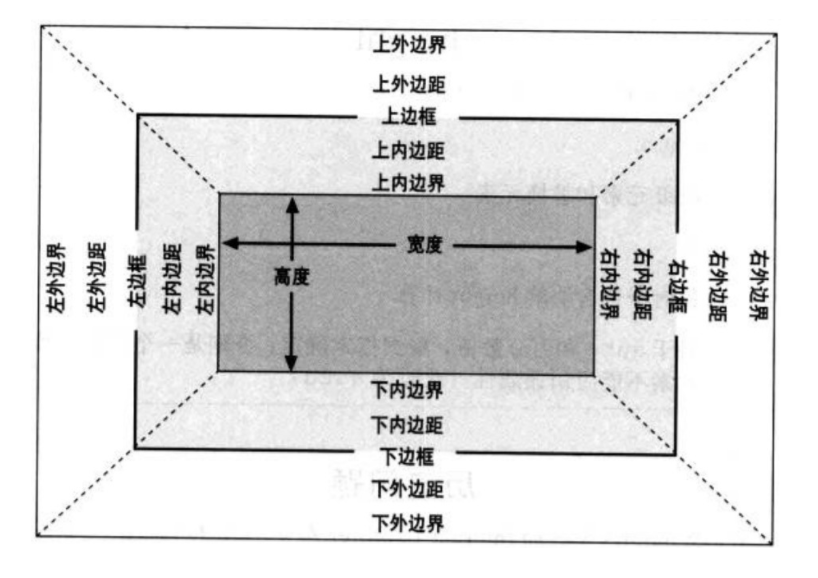 上外边界
上外边距
上边框
上内边距
上内边界
左外边界
左外边距
左边框
左内边距
左内边界
宽度
高度
右内边界
右内边距
右边框
右外边距
右外边界
下内边界
下内边距
下边框
下外边距
下外边界